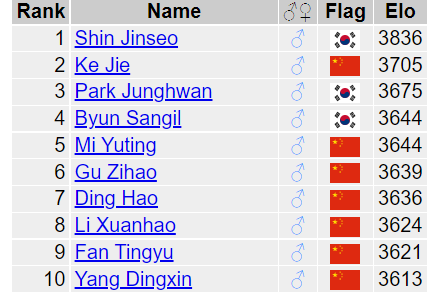 Rank Name ♂♀ Flag Elo
1 Shin Jinseo ♂ 3836
2 Ke Jie ♂ 3705
3 Park Junghwan ♂ 3675
4 Byun Sangil ♂ 3644
5 Mi Yuting ♂ 3644
6 Gu Zihao ♂ 3639
7 Ding Hao ♂ 3636
8 Li Xuanhao ♂ 3624
9 Fan Tingyu ♂ 3621
10 Yang Dingxin ♂ 3613